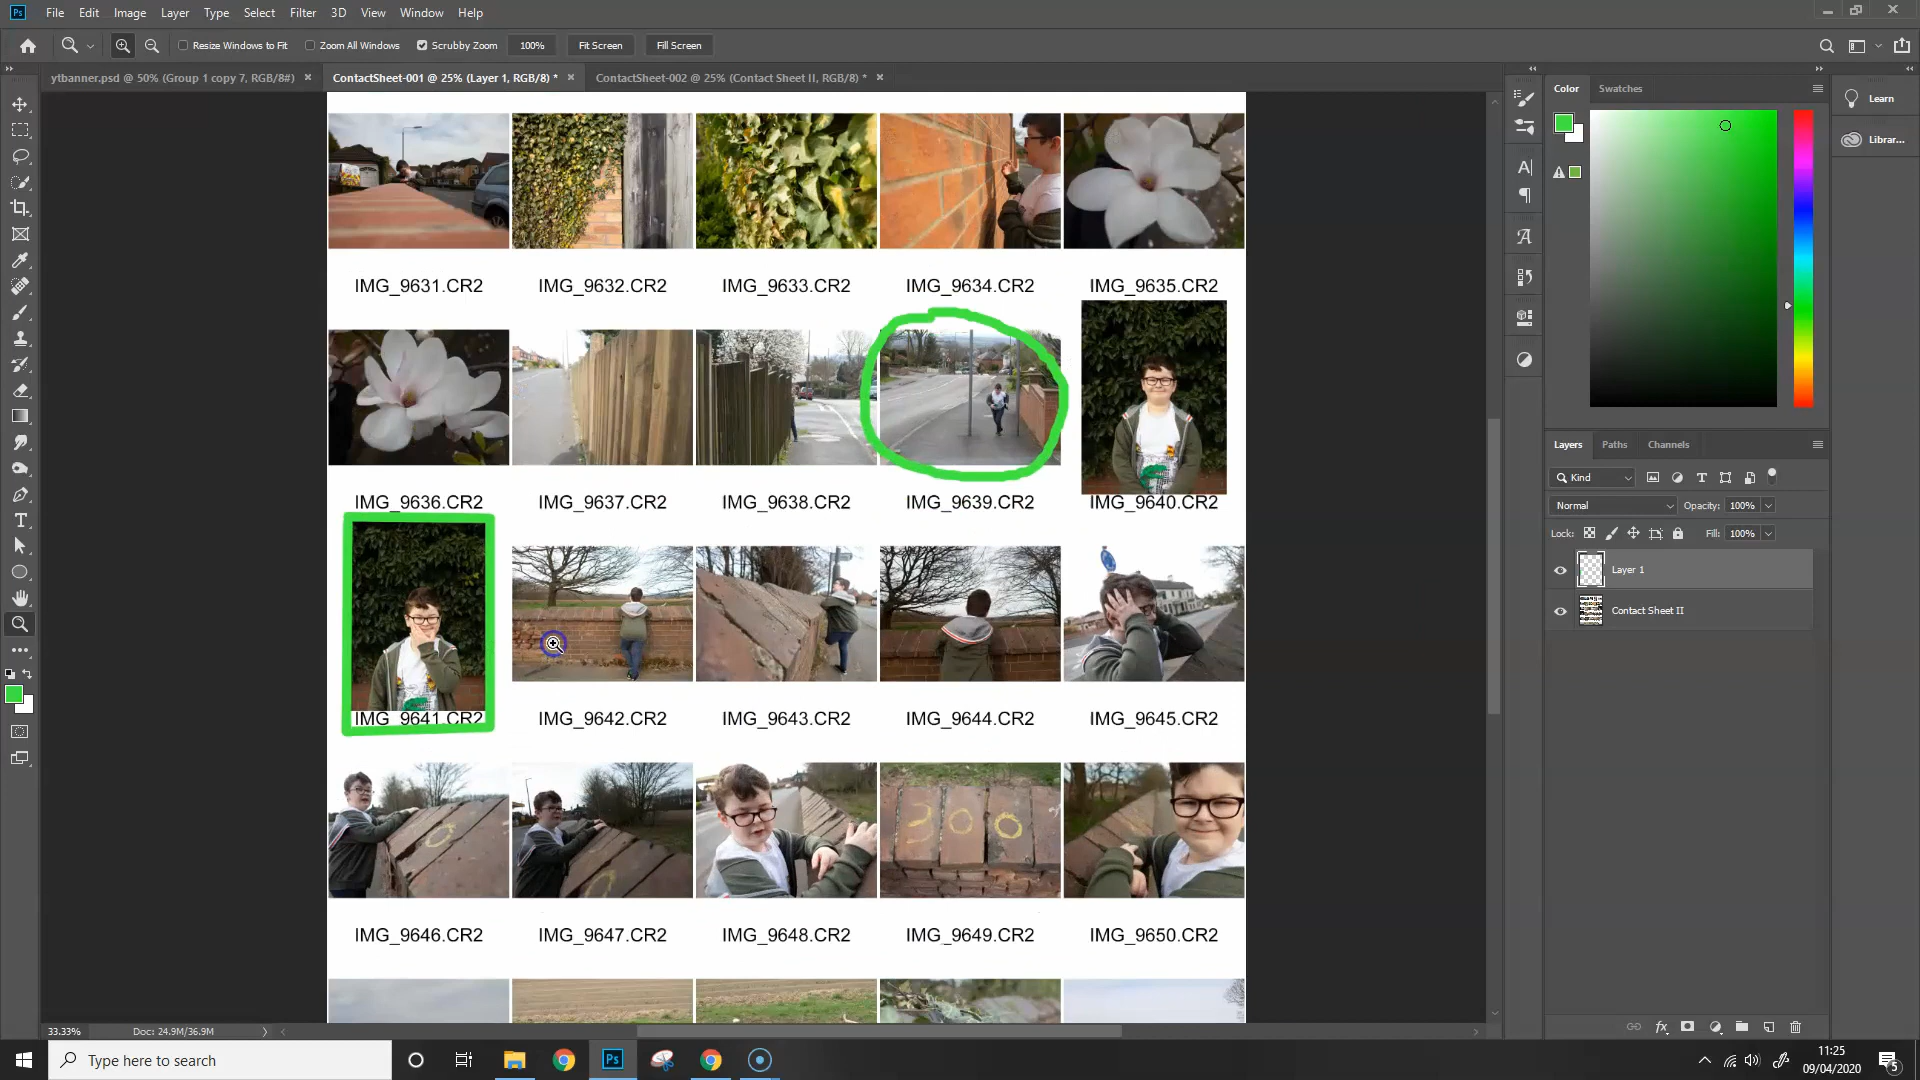 Ps File Edit Image Layer Type Select Filter 3D View Window Help
Resize Windows to Fit Zoom All Windows Scrubby Zoom 100% Fit Screen Fill Screen
ytbanner.psd @ 50% (Group 1 copy 7, RGB/8#) × ContactSheet-001 @ 25% (Layer 1, RGB/8) * × ContactSheet-002 @ 25% (Contact Sheet II, RGB/8) * ×
Color Swatches
Learn
Librar...
IMG_9631.CR2 IMG_9632.CR2 IMG_9633.CR2 IMG_9634.CR2 IMG_9635.CR2
IMG_9636.CR2 IMG_9637.CR2 IMG_9638.CR2 IMG_9639.CR2 IMG_9640.CR2
IMG_9641.CR2 IMG_9642.CR2 IMG_9643.CR2 IMG_9644.CR2 IMG_9645.CR2
IMG_9646.CR2 IMG_9647.CR2 IMG_9648.CR2 IMG_9649.CR2 IMG_9650.CR2
Layers Paths Channels
Kind
Normal Opacity: 100%
Lock: Fill: 100%
Layer 1
Contact Sheet II
33.33% Doc: 24.9M/36.9M
Type here to search
Ps
11:25
09/04/2020
5